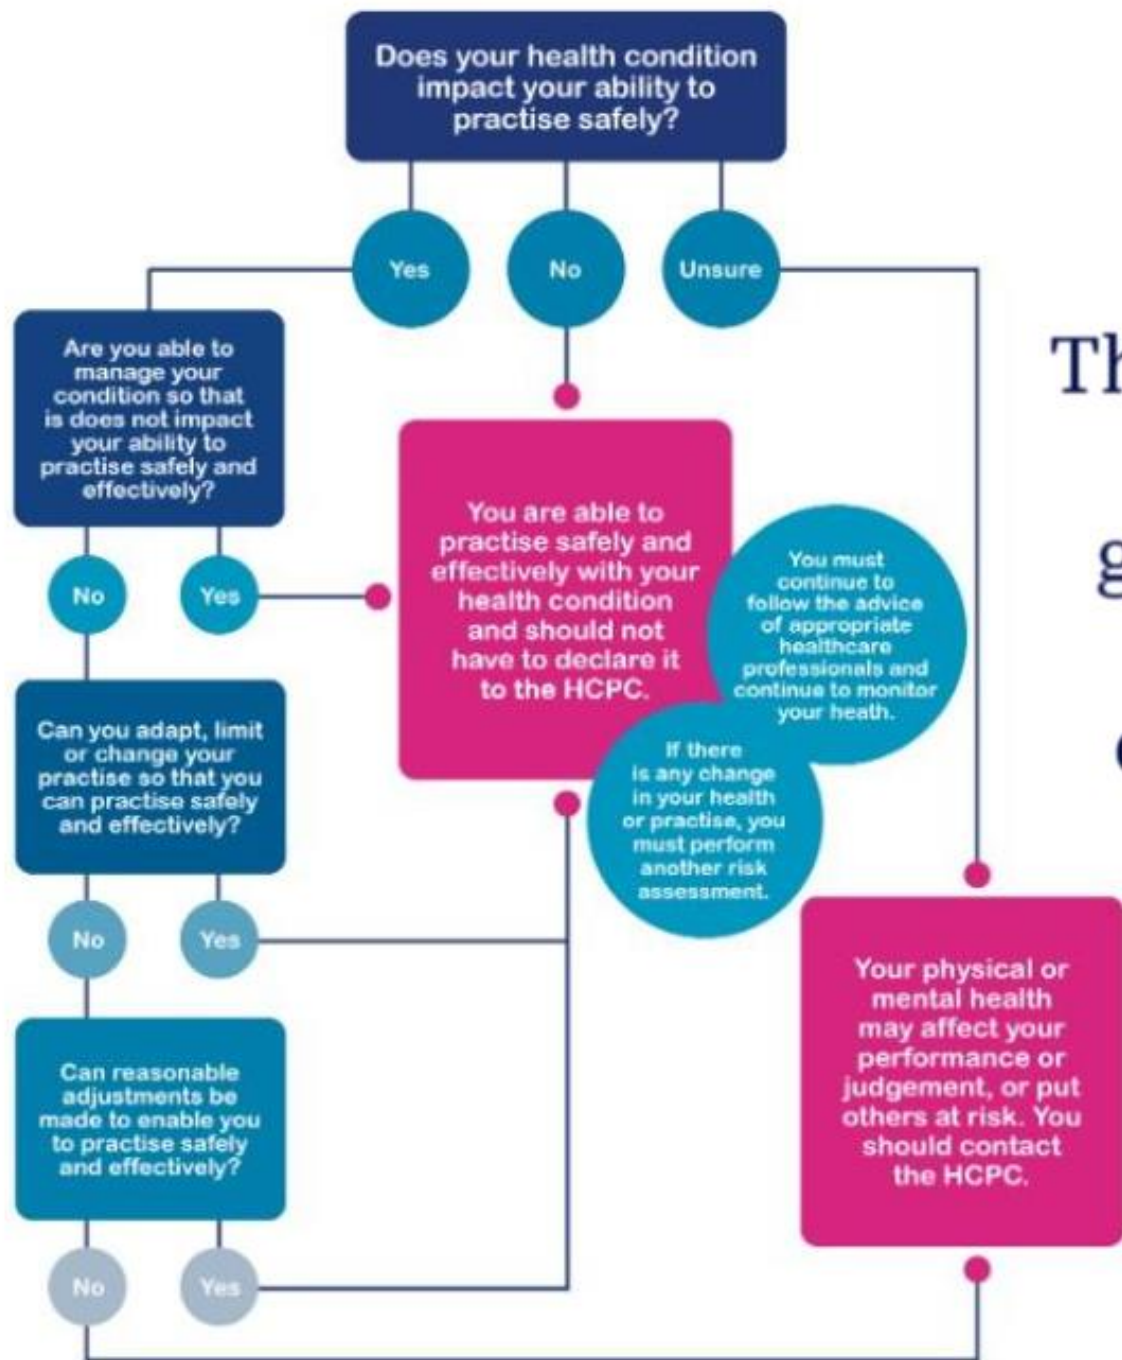 Does your health condition
impact your ability to
practise safely?
Yes
No
Unsure
Are you able to
manage your
condition so that
is does not impact
your ability to
practise safely and
effectively?
No
Yes
You are able to
practise safely and
effectively with your
health condition
and should not
have to declare it
to the HCPC.
You must
continue to
follow the advice
of appropriate
healthcare
professionals and
continue to monitor
your heath.
If there
is any change
in your health
or practise, you
must perform
another risk
assessment.
Can you adapt, limit
or change your
practise so that you
can practise safely
and effectively?
No
Yes
Can reasonable
adjustments be
made to enable you
to practise safely
and effectively?
No
Yes
Your physical or
mental health
may affect your
performance or
judgement, or put
others at risk. You
should contact
the HCPC.